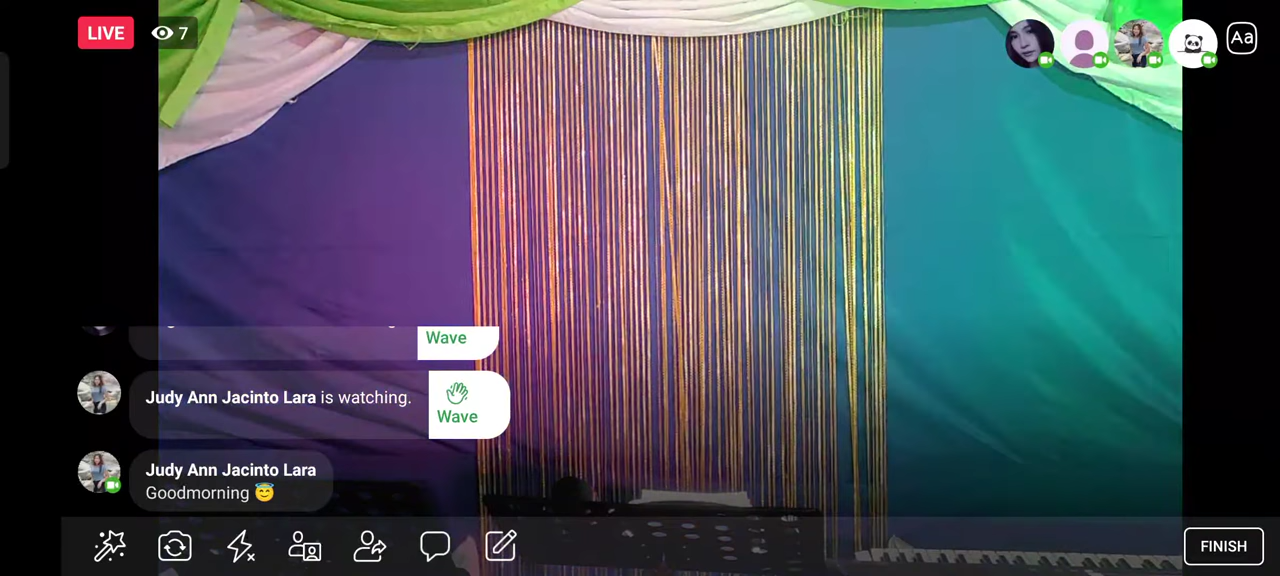 LIVE 7
Aa
Wave
Judy Ann Jacinto Lara is watching.
Wave
Judy Ann Jacinto Lara
Goodmorning 😇
FINISH